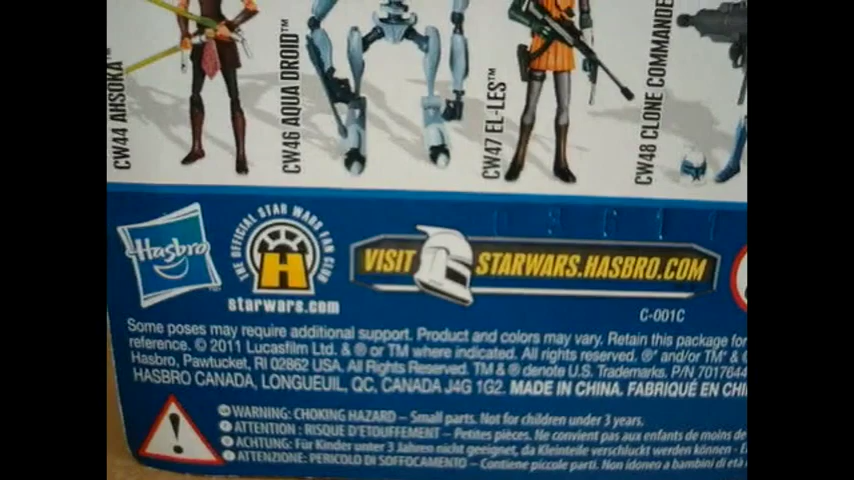 CW44 AHSOKA™
CW46 AQUA DROID™
CW47 EL-LES™
CW48 CLONE COMMANDE
Hasbro
THE OFFICIAL STAR WARS FAN CLUB
H
starwars.com
VISIT STARWARS.HASBRO.COM
C-001C
Some poses may require additional support. Product and colors may vary. Retain this package for
reference. © 2011 Lucasfilm Ltd. & ® or TM where indicated. All rights reserved. ®* and/or TM* &
Hasbro, Pawtucket, RI 02862 USA. All Rights Reserved. TM & ® denote U.S. Trademarks. P/N 7017644
HASBRO CANADA, LONGUEUIL, QC, CANADA J4G 1G2. MADE IN CHINA. FABRIQUÉ EN CHI
WARNING: CHOKING HAZARD – Small parts. Not for children under 3 years.
ATTENTION : RISQUE D'ETOUFFEMENT – Petites pièces. Ne convient pas aux enfants de moins de
ACHTUNG: Für Kinder unter 3 Jahren nicht geeignet, da Kleinteile verschluckt werden können -
ATTENZIONE: PERICOLO DI SOFFOCAMENTO – Contiene piccole parti. Non idoneo a bambini di età